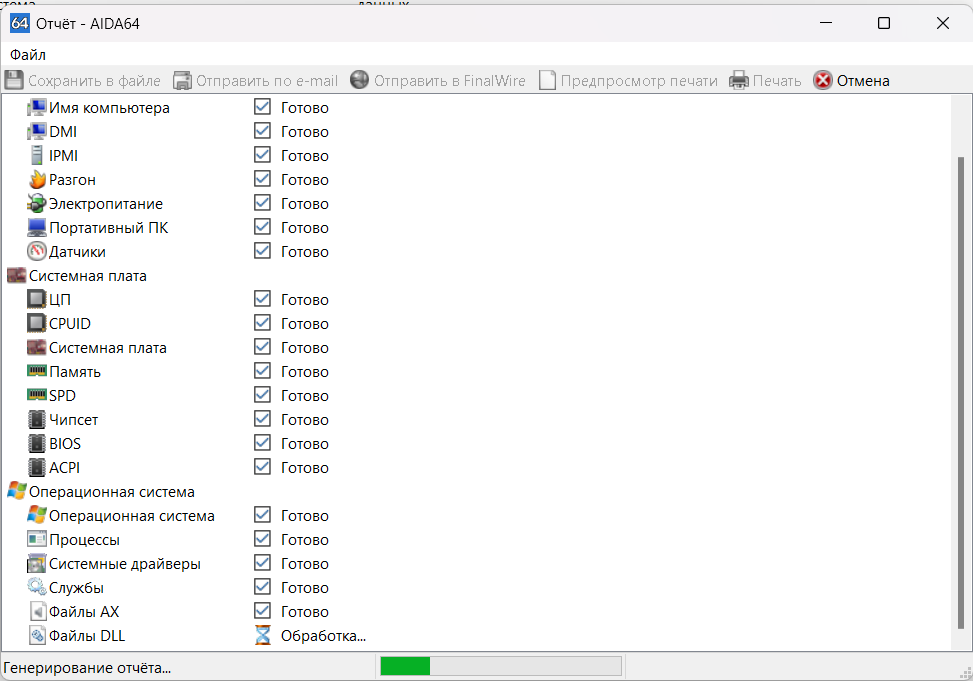 64 Отчёт - AIDA64
Файл
Сохранить в файле Отправить по e-mail Отправить в FinalWire Предпросмотр печати Печать Отмена
Имя компьютера Готово
DMI Готово
IPMI Готово
Разгон Готово
Электропитание Готово
Портативный ПК Готово
Датчики Готово
Системная плата
ЦП Готово
CPUID Готово
Системная плата Готово
Память Готово
SPD Готово
Чипсет Готово
BIOS Готово
ACPI Готово
Операционная система
Операционная система Готово
Процессы Готово
Системные драйверы Готово
Службы Готово
Файлы AX Готово
Файлы DLL Обработка...
Генерирование отчёта...